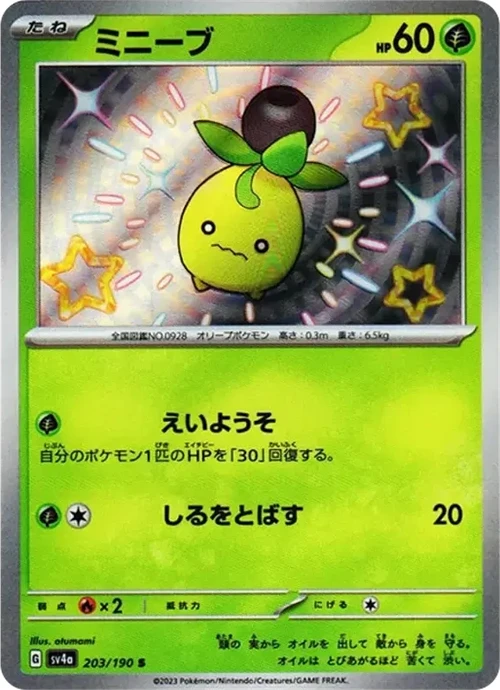 たね ミニーブ HP60
全国図鑑NO.0928 オリーブポケモン 高さ:0.3m 重さ:6.5kg
えいようそ
自分のポケモン1匹のHPを「30」回復する。
しるをとばす 20
弱点 ×2 抵抗力 にげる
Illus. otumami
G sv4a 203/190 S
頭の 実から オイルを 出して 敵から 身を 守る。
オイルは とびあがるほど 苦くて 渋い。
©2023 Pokémon/Nintendo/Creatures/GAME FREAK.